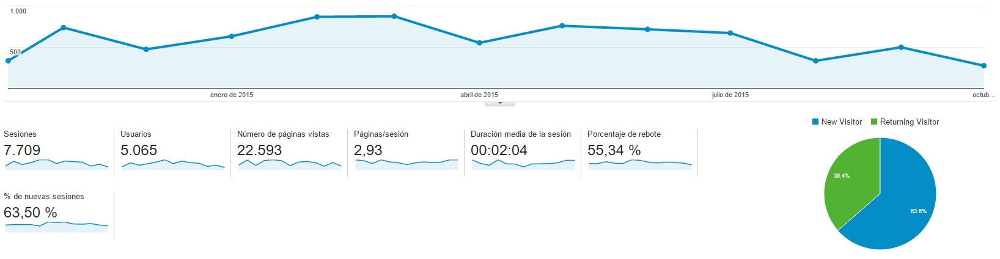 1.000
500
enero de 2015
abril de 2015
julio de 2015
octub...
New Visitor
Returning Visitor
Sesiones
7.709
Usuarios
5.065
Número de páginas vistas
22.593
Páginas/sesión
2,93
Duración media de la sesión
00:02:04
Porcentaje de rebote
55,34 %
36.4%
63.6%
% de nuevas sesiones
63,50 %